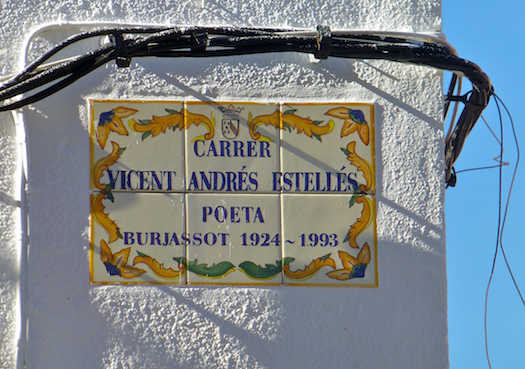 CARRER
VICENT ANDRÉS ESTELLÉS
POETA
BURJASSOT 1924 ~ 1993